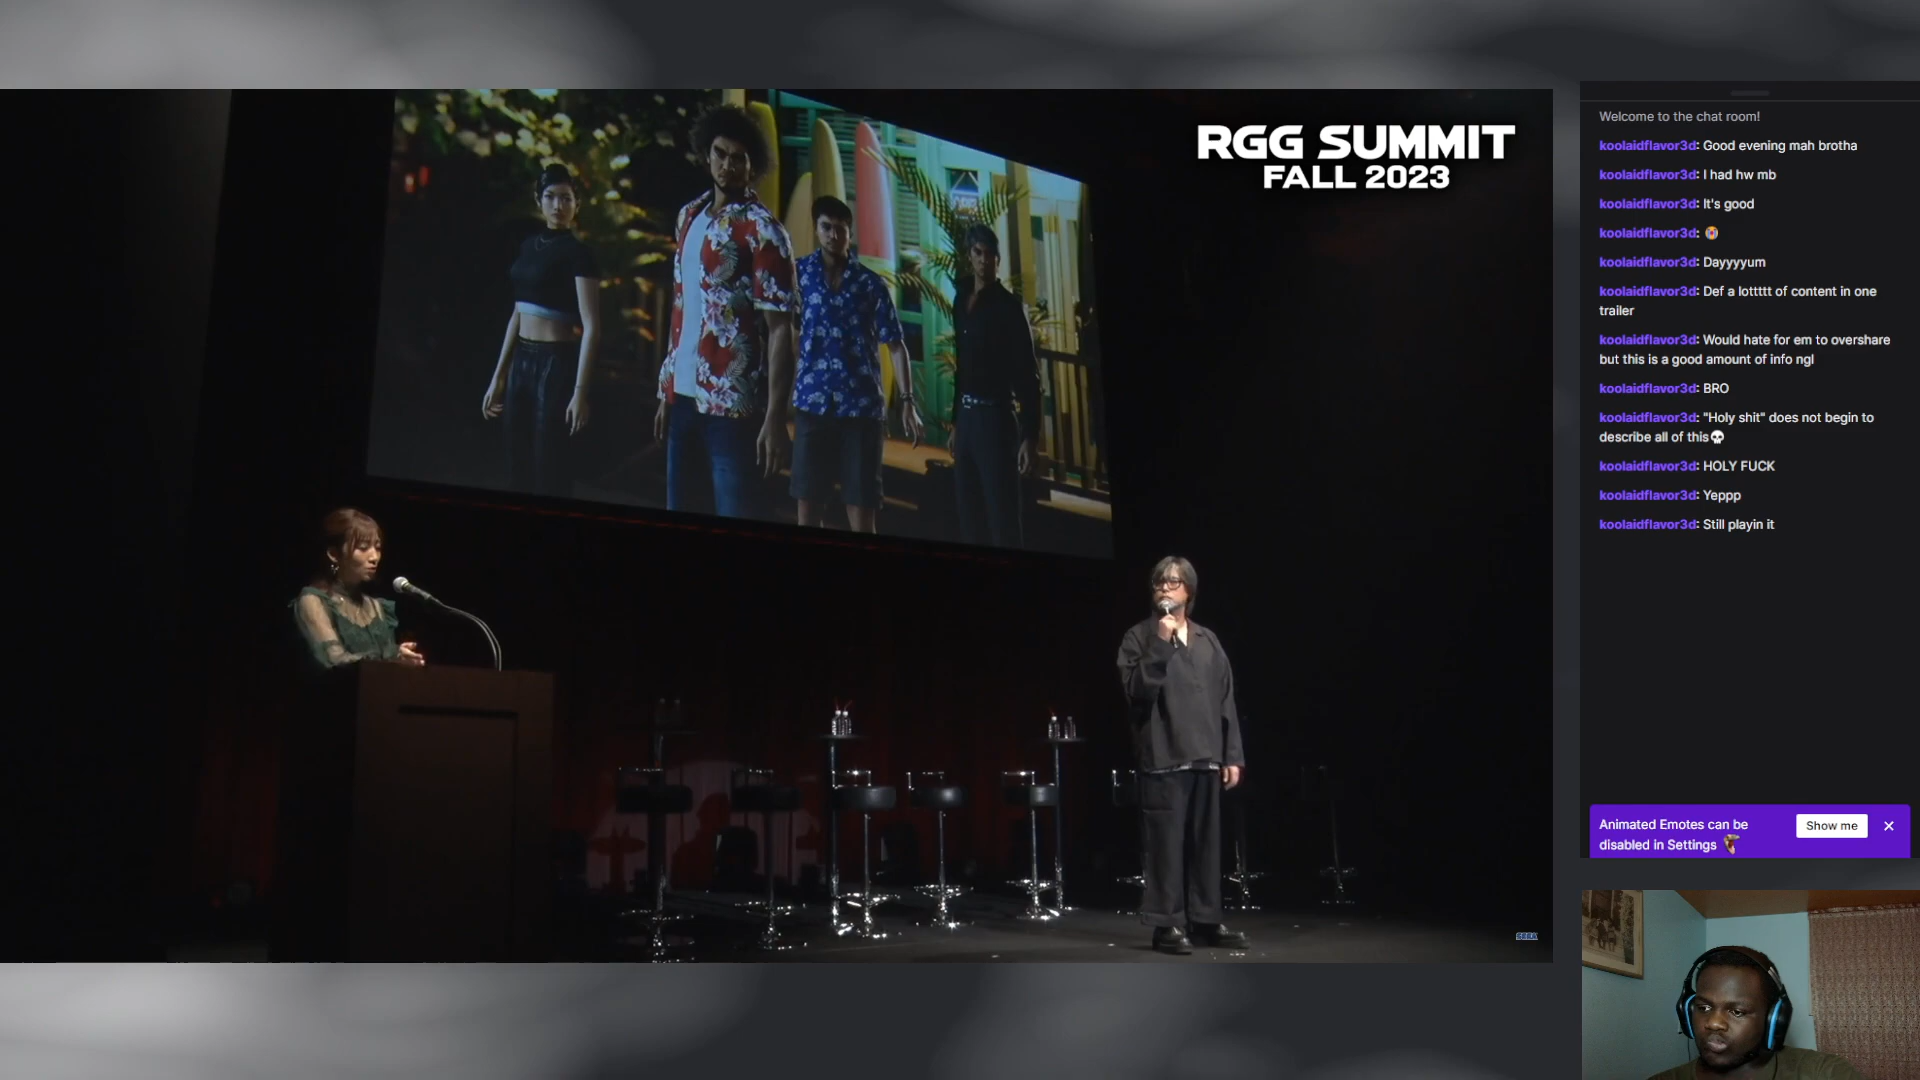 RGG SUMMIT
FALL 2023
SEGA
Welcome to the chat room!
koolaidflavor3d: Good evening mah brotha
koolaidflavor3d: I had hw mb
koolaidflavor3d: It's good
koolaidflavor3d:
koolaidflavor3d: Dayyyyum
koolaidflavor3d: Def a lottttt of content in one
trailer
koolaidflavor3d: Would hate for em to overshare
but this is a good amount of info ngl
koolaidflavor3d: BRO
koolaidflavor3d: "Holy shit" does not begin to
describe all of this💀
koolaidflavor3d: HOLY FUCK
koolaidflavor3d: Yeppp
koolaidflavor3d: Still playin it
Animated Emotes can be
disabled in Settings
Show me